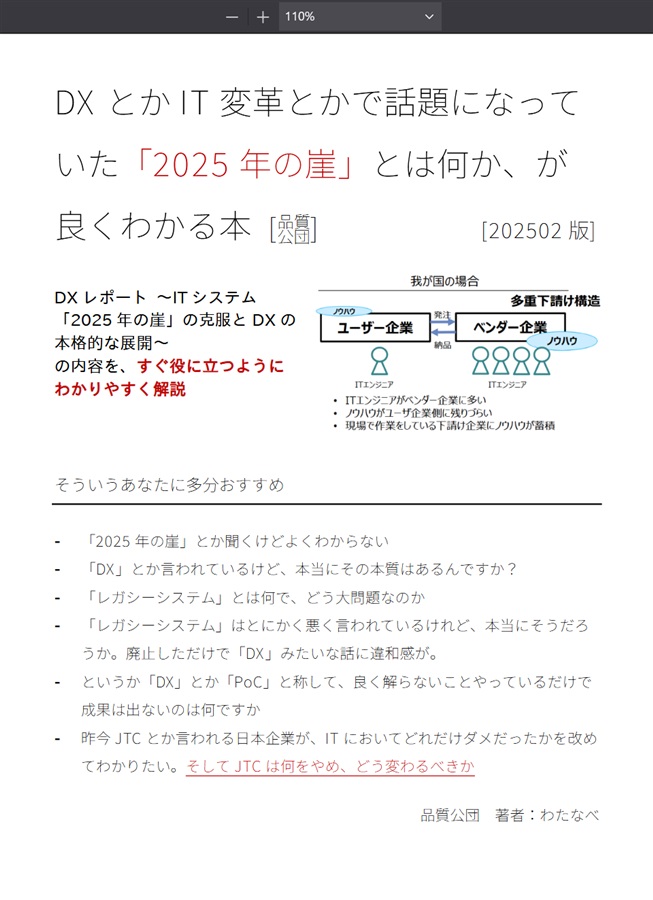 110%
DX とか IT 変革とかで話題になって
いた「2025 年の崖」とは何か、が
良くわかる本 [品質公団] [202502 版]
DX レポート ～IT システム
「2025 年の崖」の克服と DX の
本格的な展開～
の内容を、すぐ役に立つように
わかりやすく解説
我が国の場合
多重下請け構造
ノウハウ
ユーザー企業
発注
納品
ベンダー企業
ノウハウ
ITエンジニア
ITエンジニア
• ITエンジニアがベンダー企業に多い
• ノウハウがユーザ企業側に残りづらい
• 現場で作業をしている下請け企業にノウハウが蓄積
そういうあなたに多分おすすめ
- 「2025 年の崖」とか聞くけどよくわからない
- 「DX」とか言われているけど、本当にその本質はあるんですか？
- 「レガシーシステム」とは何で、どう大問題なのか
- 「レガシーシステム」はとにかく悪く言われているけれど、本当にそうだろ
うか。廃止しただけで「DX」みたいな話に違和感が。
- というか「DX」とか「PoC」と称して、良く解らないことやっているだけで
成果は出ないのは何ですか
- 昨今 JTC とか言われる日本企業が、IT においてどれだけダメだったかを改め
てわかりたい。そして JTC は何をやめ、どう変わるべきか
品質公団　著者：わたなべ